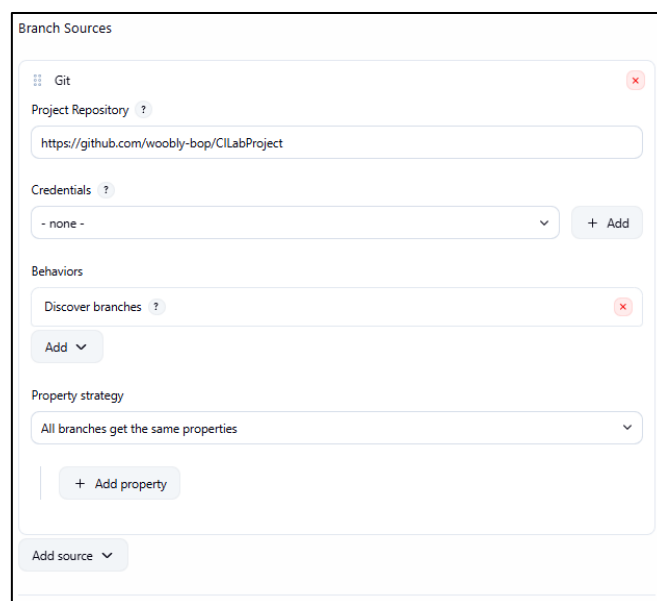 Branch Sources
Git
Project Repository ?
https://github.com/woobly-bop/CILabProject
Credentials ?
- none -
+ Add
Behaviors
Discover branches ?
Add
Property strategy
All branches get the same properties
+ Add property
Add source